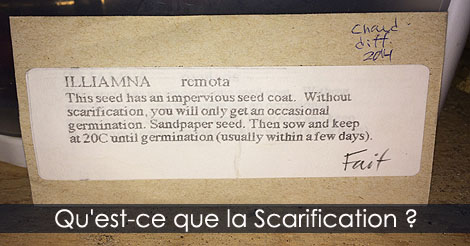 chaud
diff.
2014
ILLIAMNA remota
This seed has an impervious seed coat. Without
scarification, you will only get an occasional
germination. Sandpaper seed. Then sow and keep
at 20C until germination (usually within a few days).
Fait
Qu'est-ce que la Scarification ?